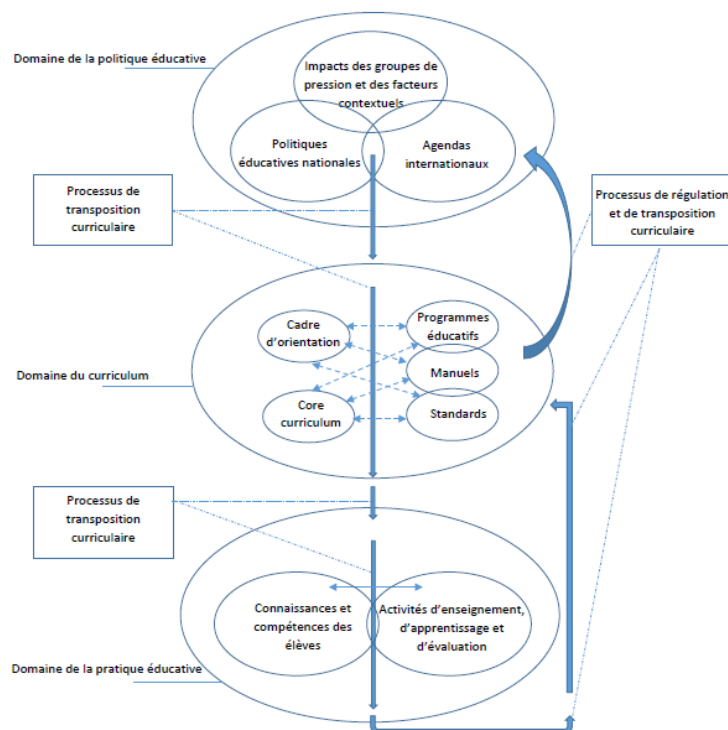 Domaine de la politique éducative
Impacts des groupes de
pression et des facteurs
contextuels
Politiques
éducatives nationales
Agendas
internationaux
Processus de
transposition
curriculaire
Processus de régulation
et de transposition
curriculaire
Cadre
d'orientation
Programmes
éducatifs
Manuels
Domaine du curriculum
Core
curriculum
Standards
Processus de
transposition
curriculaire
Connaissances et
compétences des
élèves
Activités d'enseignement,
d'apprentissage et
d'évaluation
Domaine de la pratique éducative